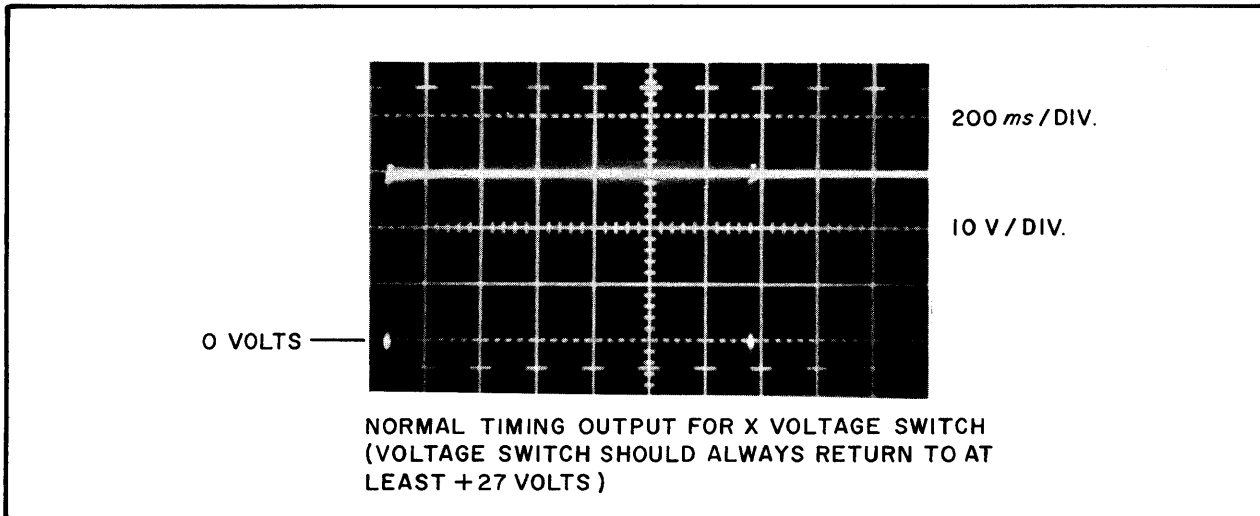 200 ms/DIV.
10 V/DIV.
0 VOLTS
NORMAL TIMING OUTPUT FOR X VOLTAGE SWITCH
(VOLTAGE SWITCH SHOULD ALWAYS RETURN TO AT
LEAST +27 VOLTS)